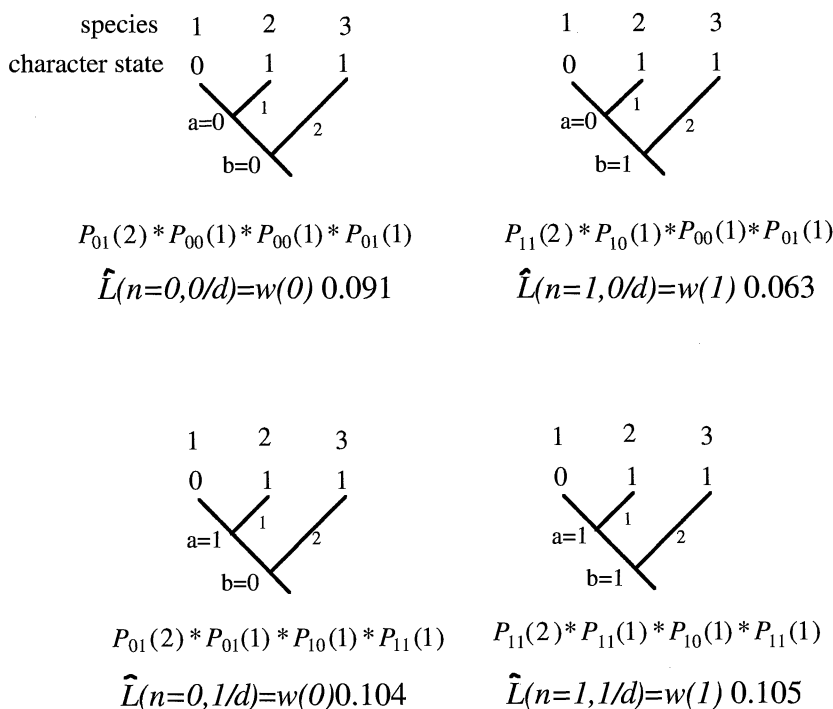 species 1 2 3 1 2 3
character state 0 1 1 0 1 1
a=0 1 2 a=0 1 2
b=0 b=1
P₀₁(2)*P₀₀(1)*P₀₀(1)*P₀₁(1) P₁₁(2)*P₁₀(1)*P₀₀(1)*P₀₁(1)
L̂(n=0,0/d)=w(0) 0.091 L̂(n=1,0/d)=w(1) 0.063
1 2 3 1 2 3
0 1 1 0 1 1
a=1 1 2 a=1 1 2
b=0 b=1
P₀₁(2)*P₀₁(1)*P₁₀(1)*P₁₁(1) P₁₁(2)*P₁₁(1)*P₁₀(1)*P₁₁(1)
L̂(n=0,1/d)=w(0)0.104 L̂(n=1,1/d)=w(1) 0.105